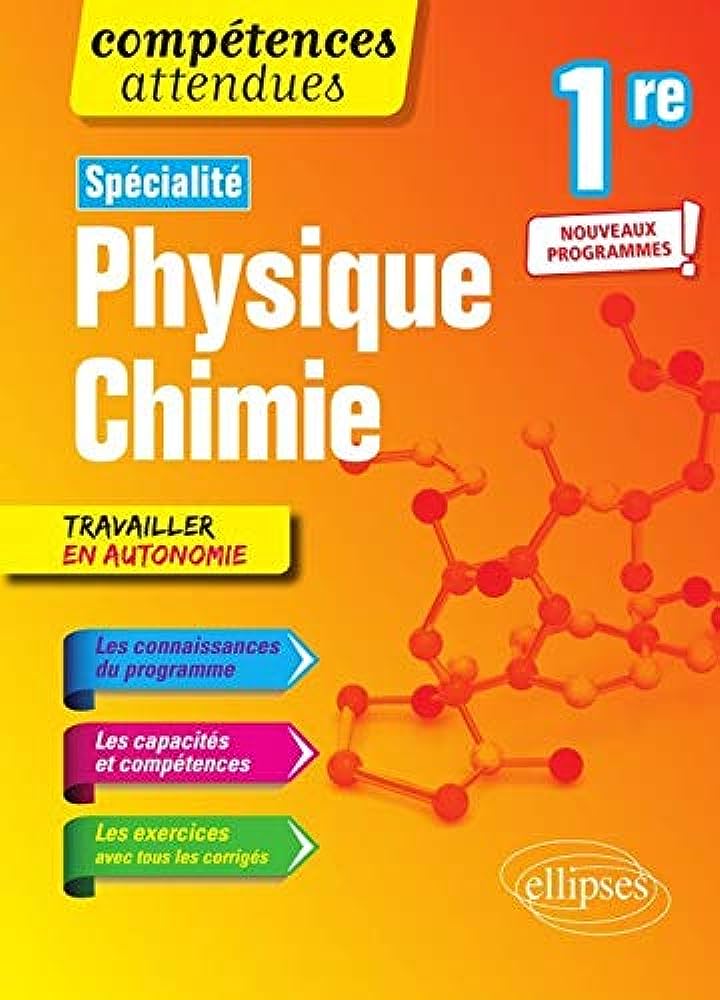 compétences
attendues
1re
Spécialité
NOUVEAUX
PROGRAMMES !
Physique
Chimie
TRAVAILLER
EN AUTONOMIE
Les connaissances
du programme
Les capacités
et compétences
Les exercices
avec tous les corrigés
ellipses